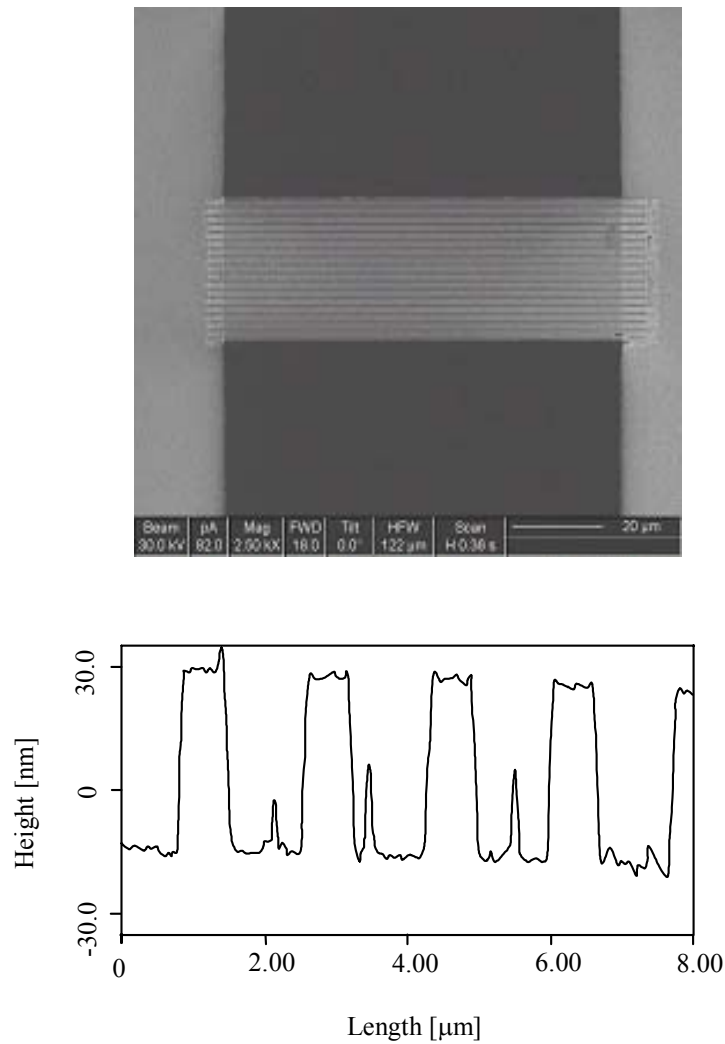 Beam pA Mag FWD Tilt HFW Scan 20 µm
30.0 kV 82.0 2.50 KX 18.0 0.0° 122 µm H 0.36 s
30.0
0
-30.0
Height [nm]
0 2.00 4.00 6.00 8.00
Length [µm]